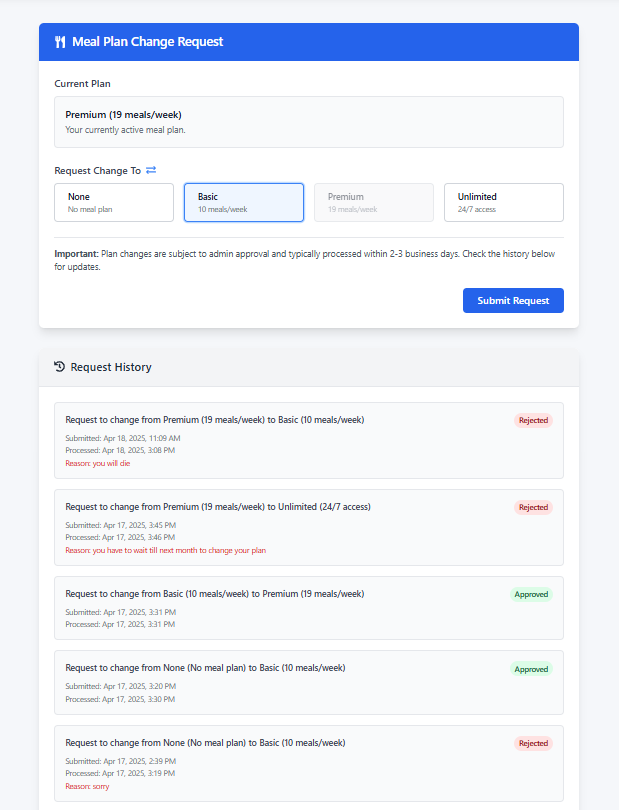 Meal Plan Change Request
Current Plan
Premium (19 meals/week)
Your currently active meal plan.
Request Change To
None
No meal plan
Basic
10 meals/week
Premium
19 meals/week
Unlimited
24/7 access
Important: Plan changes are subject to admin approval and typically processed within 2-3 business days. Check the history below
for updates.
Submit Request
Request History
Request to change from Premium (19 meals/week) to Basic (10 meals/week)
Rejected
Submitted: Apr 18, 2025, 11:09 AM
Processed: Apr 18, 2025, 3:08 PM
Reason: you will die
Request to change from Premium (19 meals/week) to Unlimited (24/7 access)
Rejected
Submitted: Apr 17, 2025, 3:45 PM
Processed: Apr 17, 2025, 3:46 PM
Reason: you have to wait till next month to change your plan
Request to change from Basic (10 meals/week) to Premium (19 meals/week)
Approved
Submitted: Apr 17, 2025, 3:31 PM
Processed: Apr 17, 2025, 3:31 PM
Request to change from None (No meal plan) to Basic (10 meals/week)
Approved
Submitted: Apr 17, 2025, 3:20 PM
Processed: Apr 17, 2025, 3:30 PM
Request to change from None (No meal plan) to Basic (10 meals/week)
Rejected
Submitted: Apr 17, 2025, 2:39 PM
Processed: Apr 17, 2025, 3:19 PM
Reason: sorry